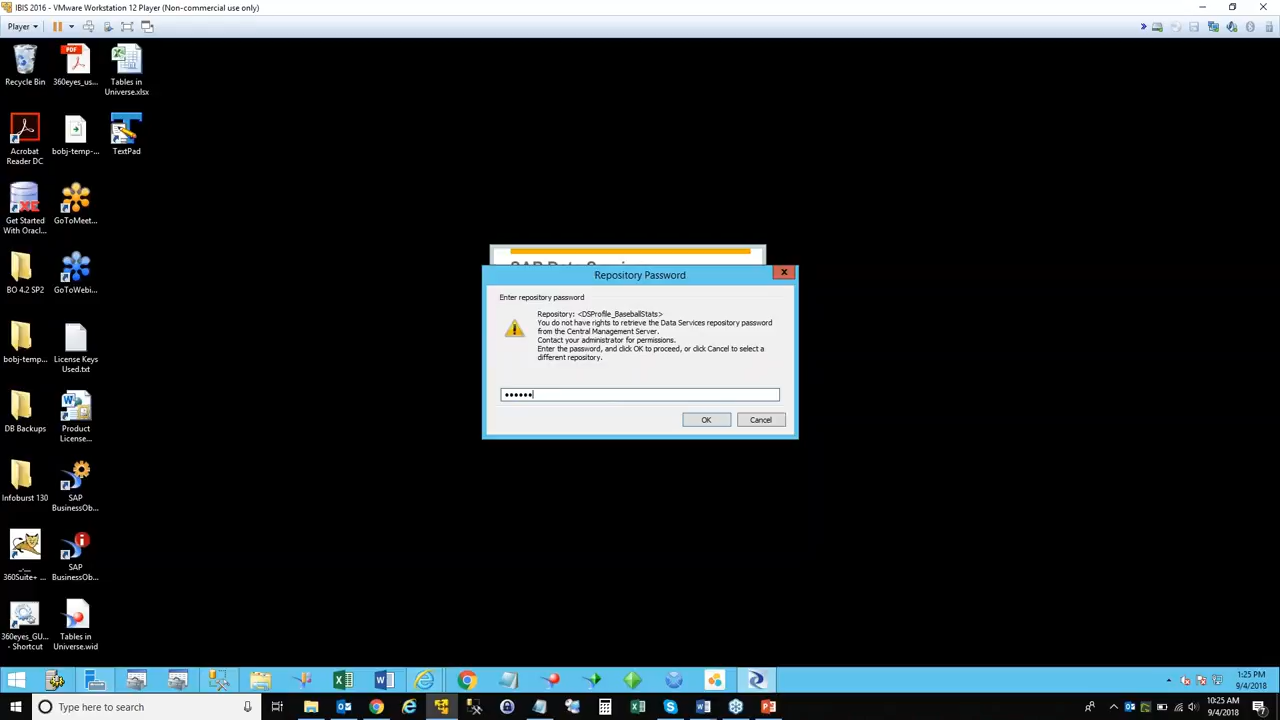 IBIS 2016 - VMware Workstation 12 Player (Non-commercial use only)
Player
Recycle Bin
360eyes_us...
Tables in
Universe.xlsx
Acrobat
Reader DC
bobj-temp-...
TextPad
Get Started
With Oracl...
GoToMeet...
BO 4.2 SP2
GoToWebi...
bobj-temp...
License Keys
Used.txt
DB Backups
Product
License...
Infoburst 130
SAP
BusinessOb...
360Suite+ ...
SAP
BusinessOb...
360eyes_GU...
- Shortcut
Tables in
Universe.wid
Repository Password
Enter repository password
Repository: <DSProfile_BaseballStats>
You do not have rights to retrieve the Data Services repository password
from the Central Management Server.
Contact your administrator for permissions.
Enter the password, and click OK to proceed, or click Cancel to select a
different repository.
••••••
OK
Cancel
1:25 PM
9/4/2018
Type here to search
10:25 AM
9/4/2018